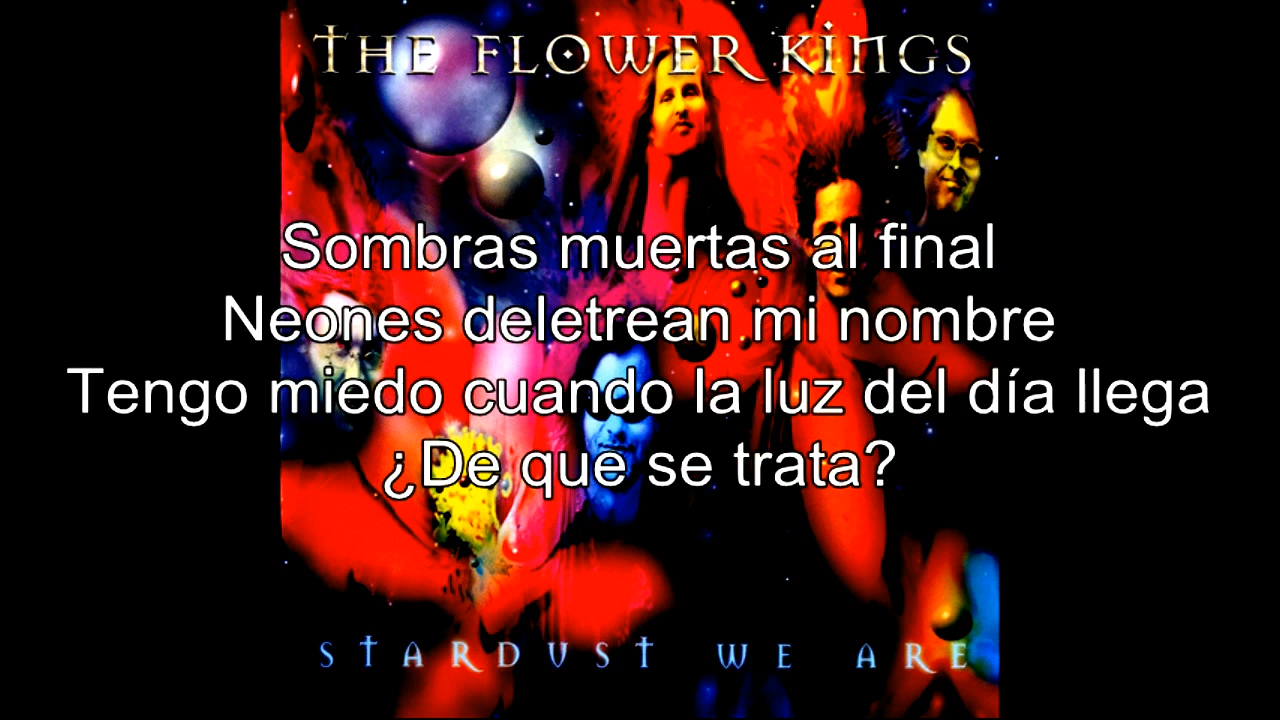 THE FLOWER KINGS
Sombras muertas al final
Neones deletrean mi nombre
Tengo miedo cuando la luz del día llega
¿De que se trata?
STARDUST WE ARE